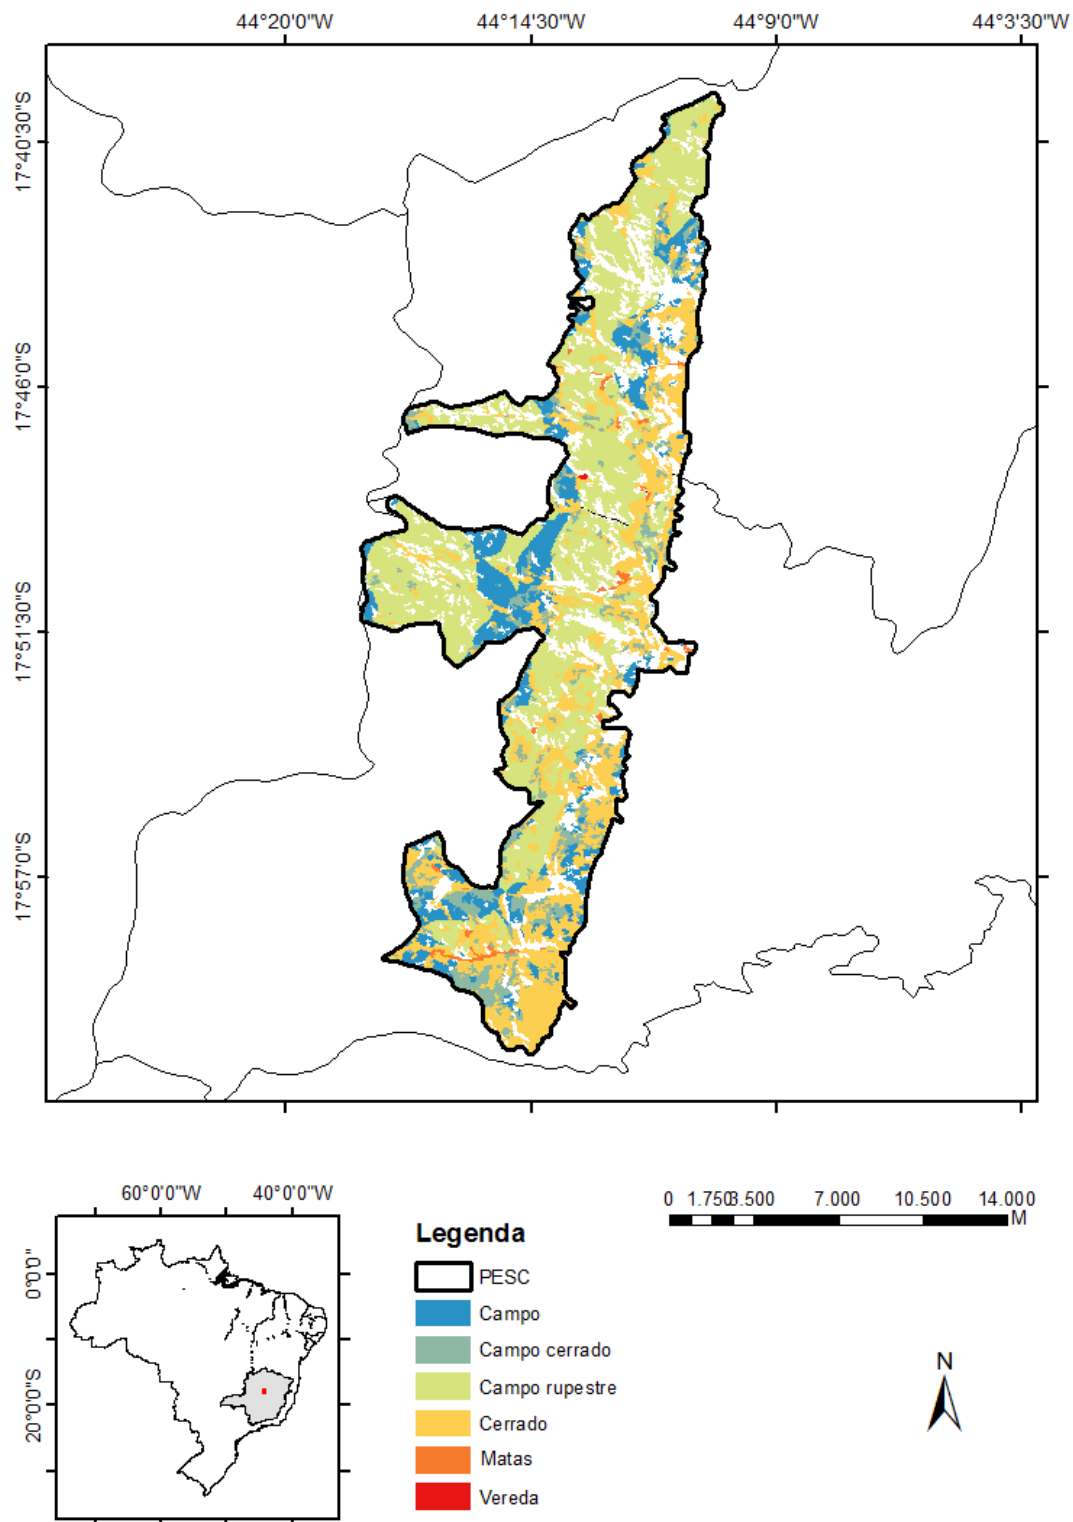 44°20'0"W 44°14'30"W 44°9'0"W 44°3'30"W
17°40'30"S
17°46'0"S
17°51'30"S
17°57'0"S
60°0'0"W 40°0'0"W
0°0'0"
20°0'0"S
0 1.750 3.500 7.000 10.500 14.000
M
Legenda
PESC
Campo
Campo cerrado
Campo rupestre
Cerrado
Matas
Vereda
N